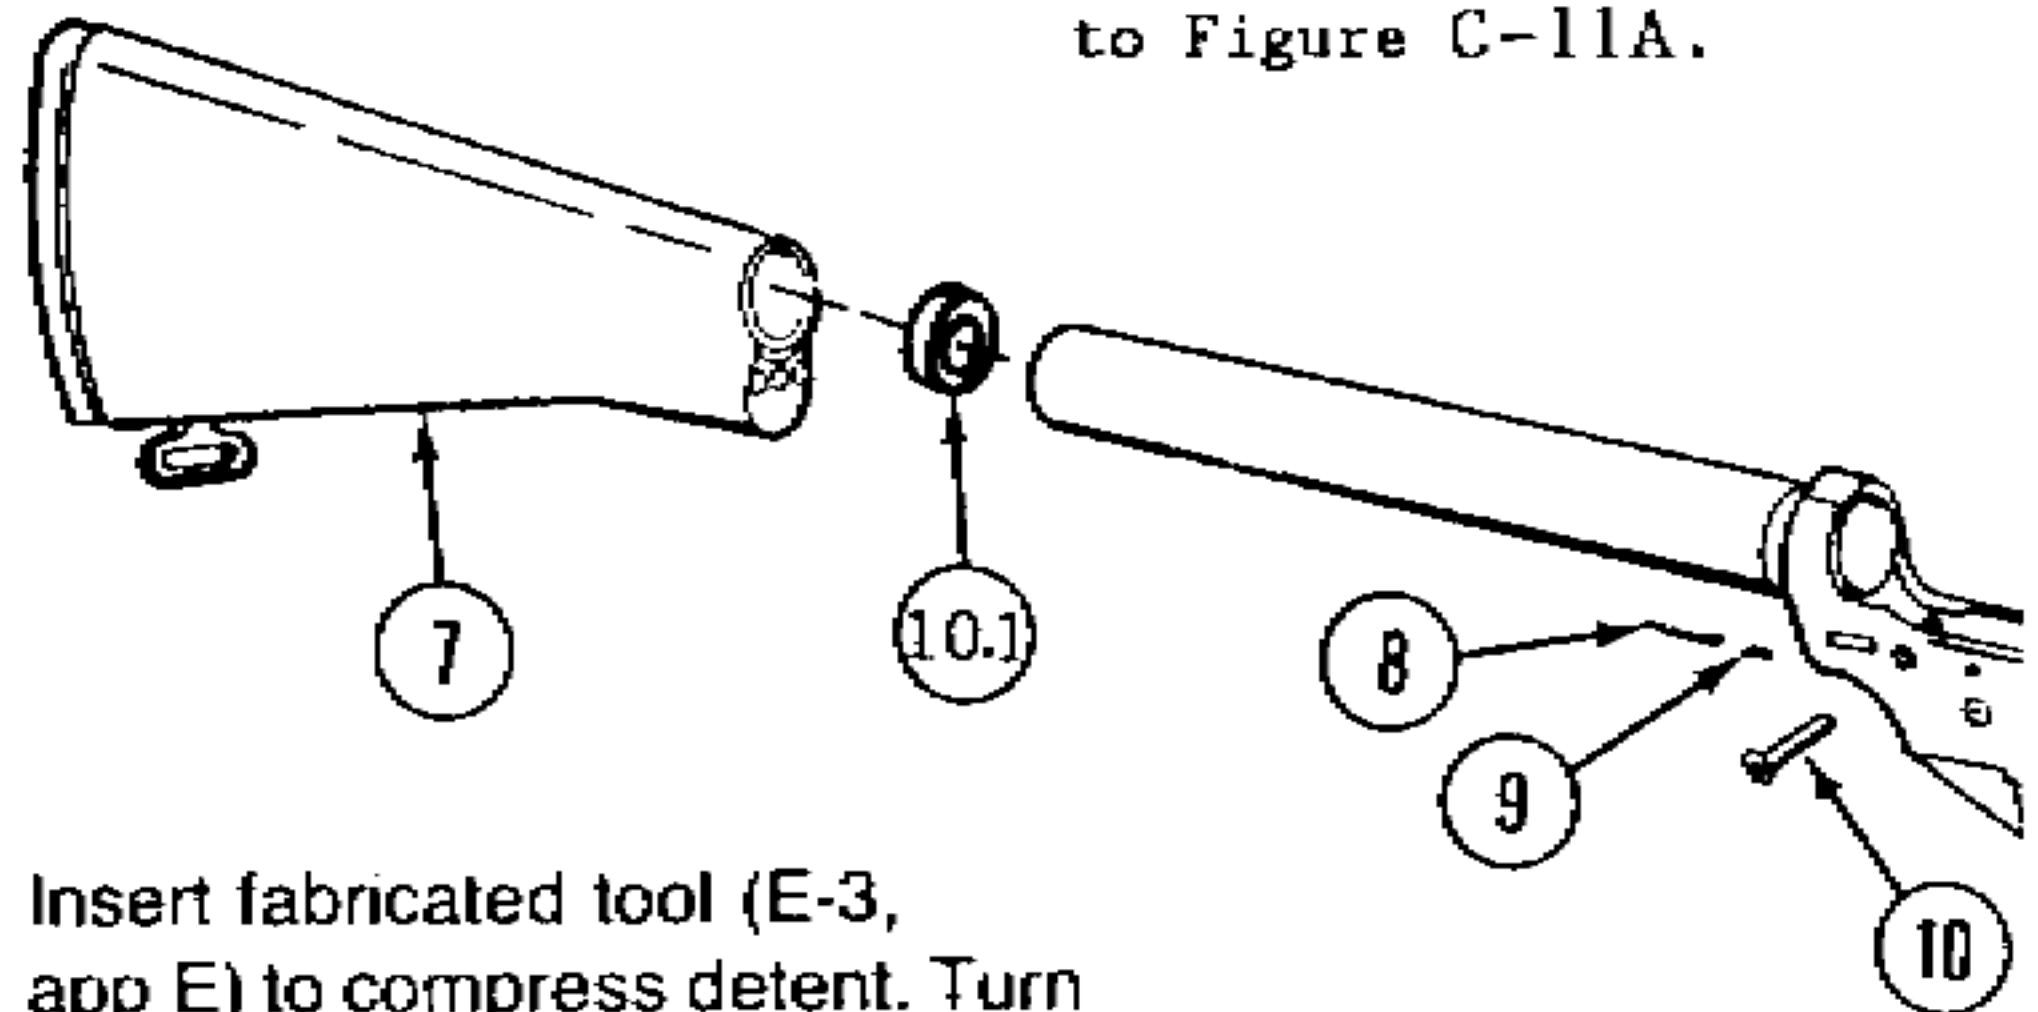 to Figure C-11A.
7
10.1
8
9
10
Insert fabricated tool (E-3,
app E) to compress detent. Turn